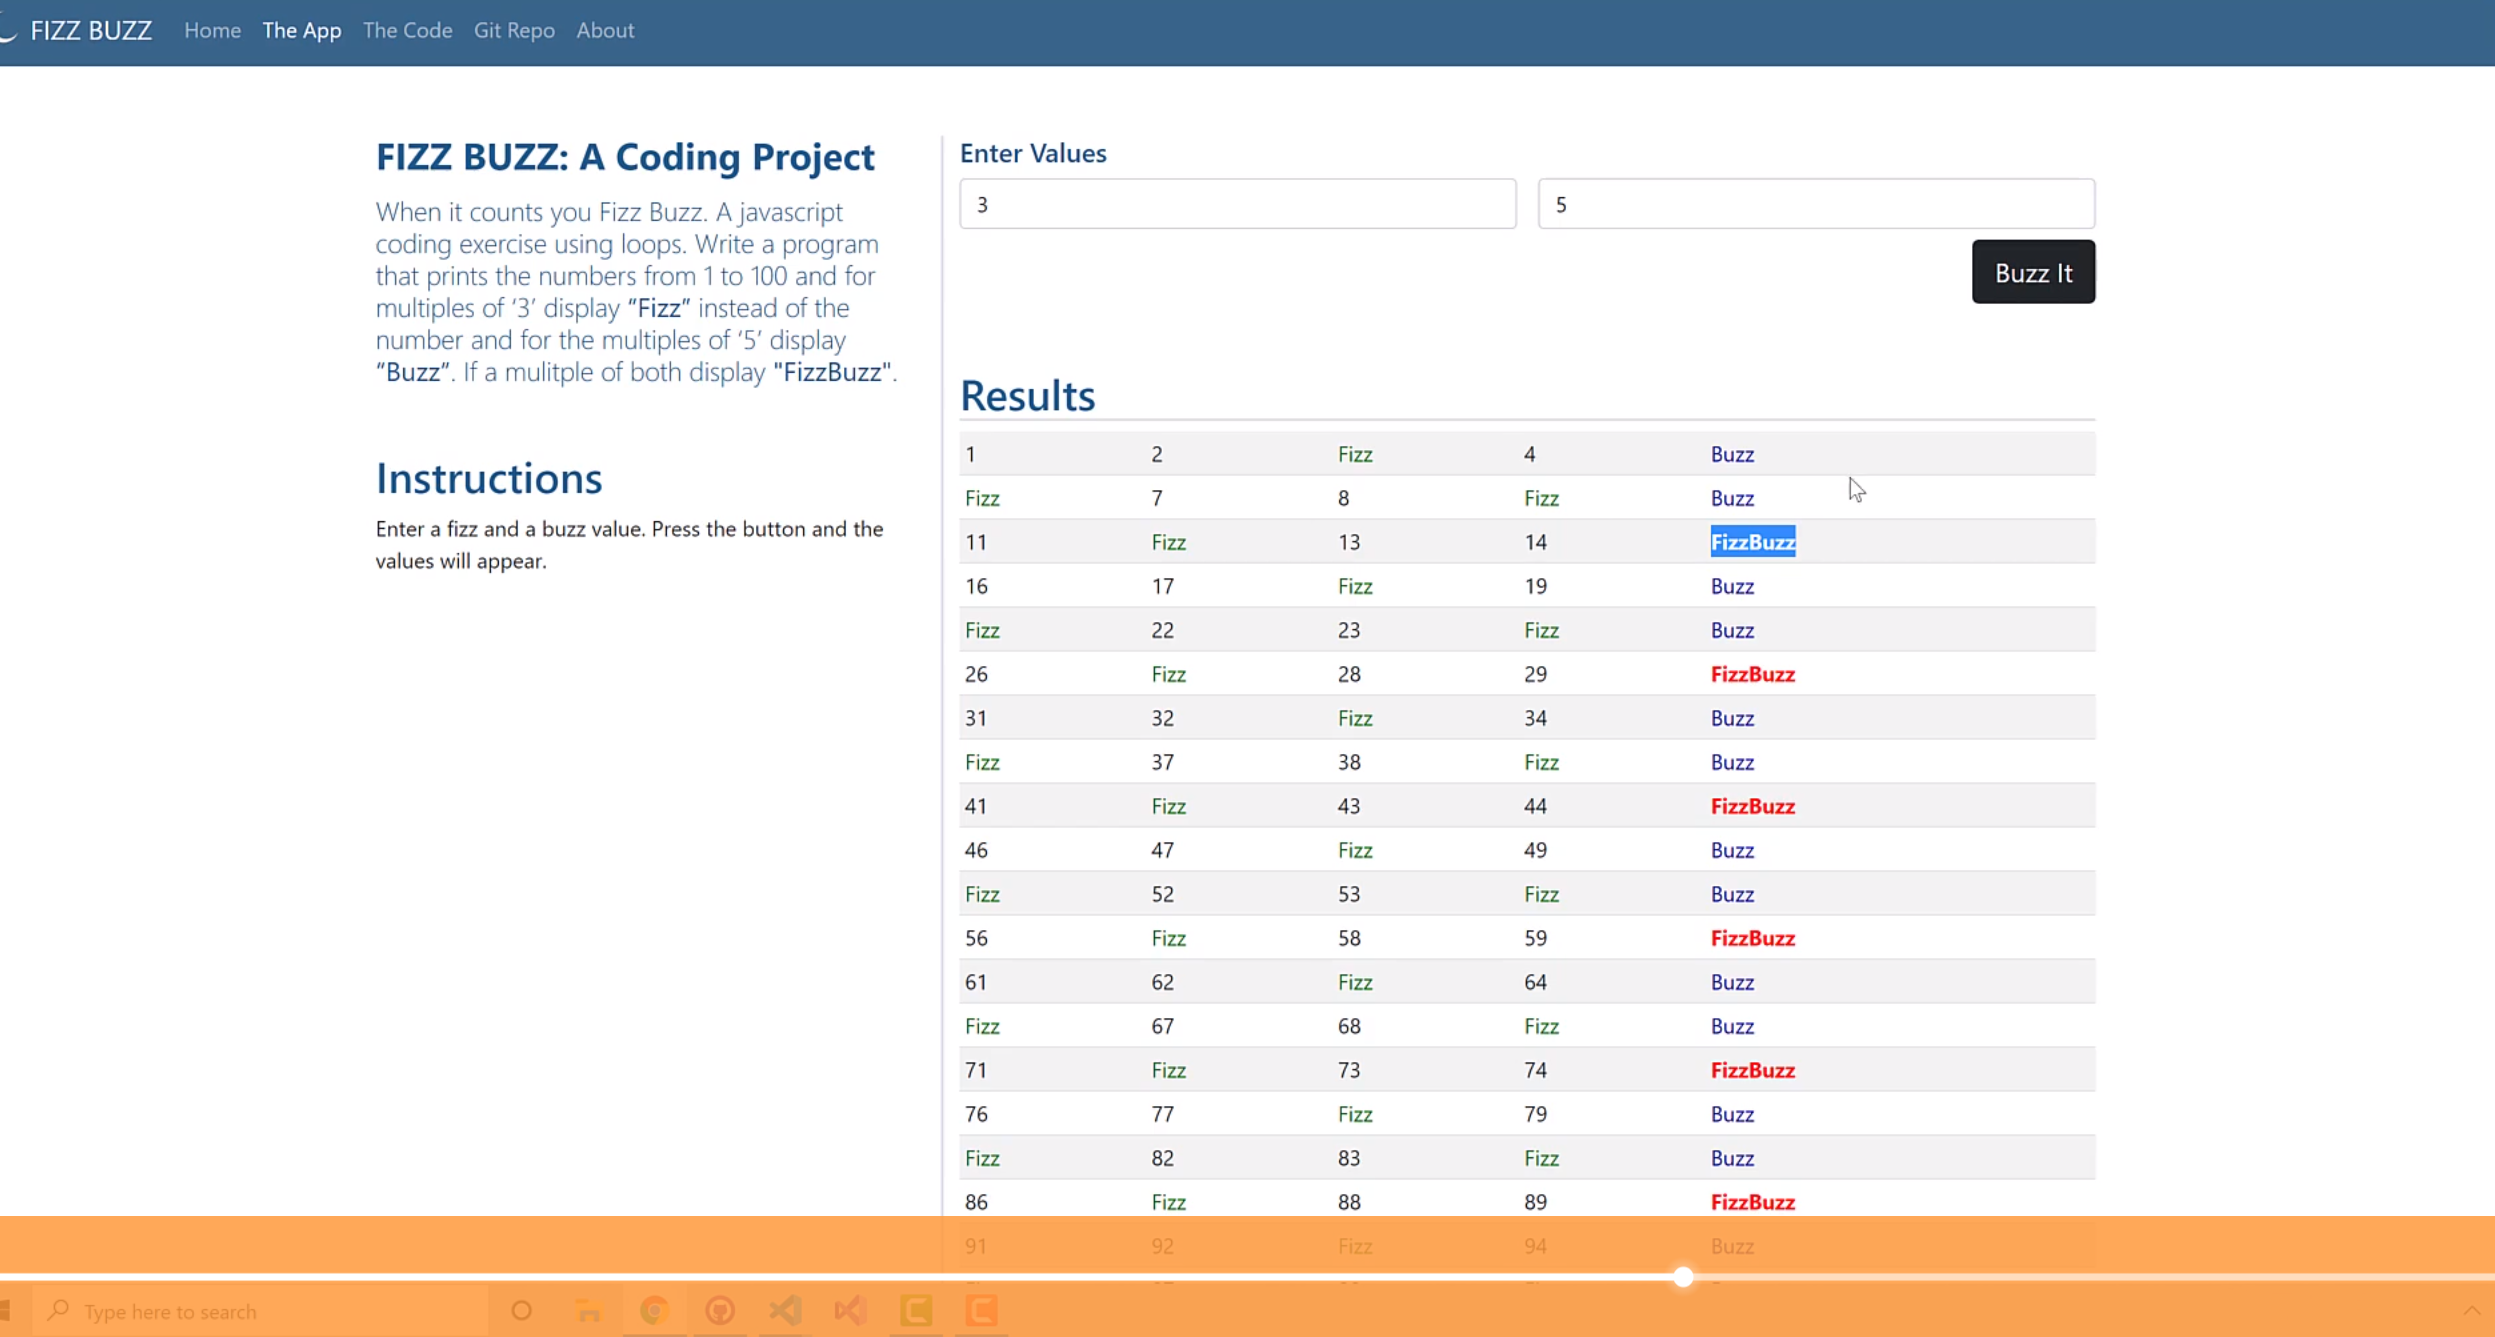 FIZZ BUZZ Home The App The Code Git Repo About
FIZZ BUZZ: A Coding Project
When it counts you Fizz Buzz. A javascript
coding exercise using loops. Write a program
that prints the numbers from 1 to 100 and for
multiples of ‘3’ display “Fizz” instead of the
number and for the multiples of ‘5’ display
“Buzz”. If a mulitple of both display "FizzBuzz".
Instructions
Enter a fizz and a buzz value. Press the button and the
values will appear.
Enter Values
3 5
Buzz It
Results
1 2 Fizz 4 Buzz
Fizz 7 8 Fizz Buzz
11 Fizz 13 14 FizzBuzz
16 17 Fizz 19 Buzz
Fizz 22 23 Fizz Buzz
26 Fizz 28 29 FizzBuzz
31 32 Fizz 34 Buzz
Fizz 37 38 Fizz Buzz
41 Fizz 43 44 FizzBuzz
46 47 Fizz 49 Buzz
Fizz 52 53 Fizz Buzz
56 Fizz 58 59 FizzBuzz
61 62 Fizz 64 Buzz
Fizz 67 68 Fizz Buzz
71 Fizz 73 74 FizzBuzz
76 77 Fizz 79 Buzz
Fizz 82 83 Fizz Buzz
86 Fizz 88 89 FizzBuzz
91 92 Fizz 94 Buzz
Type here to search